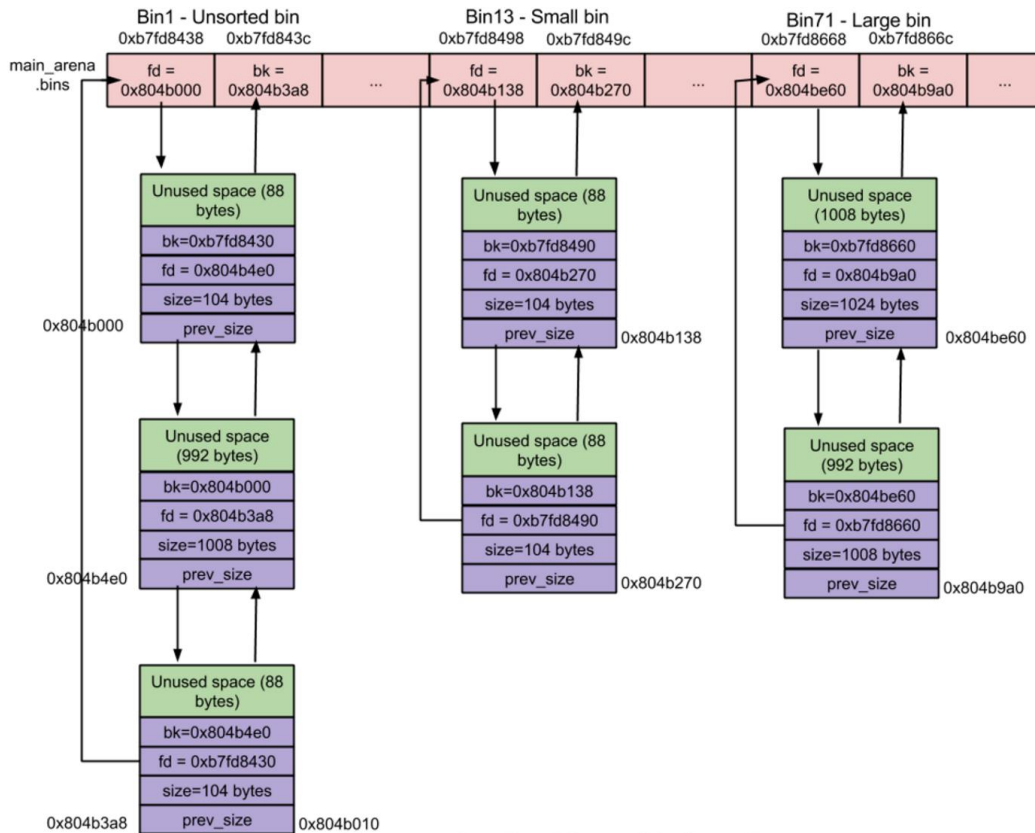 Bin1 - Unsorted bin
0xb7fd8438
0xb7fd843c
Bin13 - Small bin
0xb7fd8498
0xb7fd849c
Bin71 - Large bin
0xb7fd8668
0xb7fd866c
main_arena
.bins
fd =
0x804b000
bk =
0x804b3a8
...
fd =
0x804b138
bk =
0x804b270
...
fd =
0x804be60
bk =
0x804b9a0
...
Unused space (88
bytes)
bk=0xb7fd8430
fd = 0x804b4e0
size=104 bytes
prev_size
0x804b000
Unused space
(992 bytes)
bk=0x804b000
fd = 0x804b3a8
size=1008 bytes
prev_size
0x804b4e0
Unused space (88
bytes)
bk=0x804b4e0
fd = 0xb7fd8430
size=104 bytes
prev_size
0x804b3a8
0x804b010
Unused space (88
bytes)
bk=0xb7fd8490
fd = 0x804b270
size=104 bytes
prev_size
0x804b138
Unused space (88
bytes)
bk=0x804b138
fd = 0xb7fd8490
size=104 bytes
prev_size
0x804b270
Unused space
(1008 bytes)
bk=0xb7fd8660
fd = 0x804b9a0
size=1024 bytes
prev_size
0x804be60
Unused space
(992 bytes)
bk=0x804be60
fd = 0xb7fd8660
size=1008 bytes
prev_size
0x804b9a0